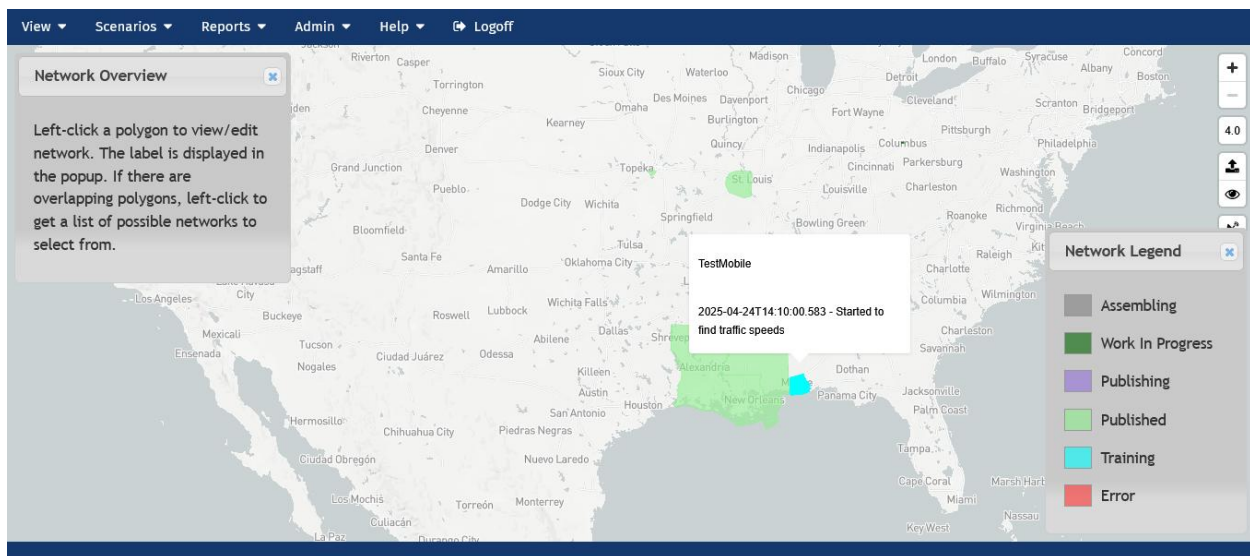 View Scenarios Reports Admin Help Logoff
Network Overview
Left-click a polygon to view/edit
network. The label is displayed in
the popup. If there are
overlapping polygons, left-click to
get a list of possible networks to
select from.
Riverton
Casper
Torrington
Sioux City
Waterloo
Madison
London
Buffalo
Syracuse
Concord
Albany
Boston
Detroit
Chicago
Cheyenne
Omaha
Des Moines
Davenport
Fort Wayne
Cleveland
Scranton
Bridgeport
Kearney
Burlington
Pittsburgh
Denver
Quincy
Indianapolis
Columbus
Philadelphia
Grand Junction
Topeka
Cincinnati
Parkersburg
Washington
Pueblo
St. Louis
Louisville
Charleston
Dodge City
Wichita
Springfield
Bowling Green
Roanoke
Richmond
Virginia Beach
Bloomfield
Tulsa
Raleigh
Santa Fe
Amarillo
Oklahoma City
Charlotte
Los Angeles
City
Buckeye
Roswell
Lubbock
Wichita Falls
Columbia
Wilmington
Mexicali
Tucson
Abilene
Dallas
Charleston
Ensenada
Nogales
Ciudad Juárez
Odessa
Savannah
Killeen
Alexandria
Dothan
Austin
New Orleans
Panama City
Jacksonville
Hermosillo
San Antonio
Houston
Palm Coast
Chihuahua City
Piedras Negras
Ciudad Obregón
Nuevo Laredo
Tampa
Cape Coral
Los Mochis
Torreón
Monterrey
Miami
Nassau
Culiacán
Key West
La Paz
Durango City
TestMobile
2025-04-24T14:10:00.583 - Started to
find traffic speeds
+
−
4.0
Network Legend
Assembling
Work In Progress
Publishing
Published
Training
Error